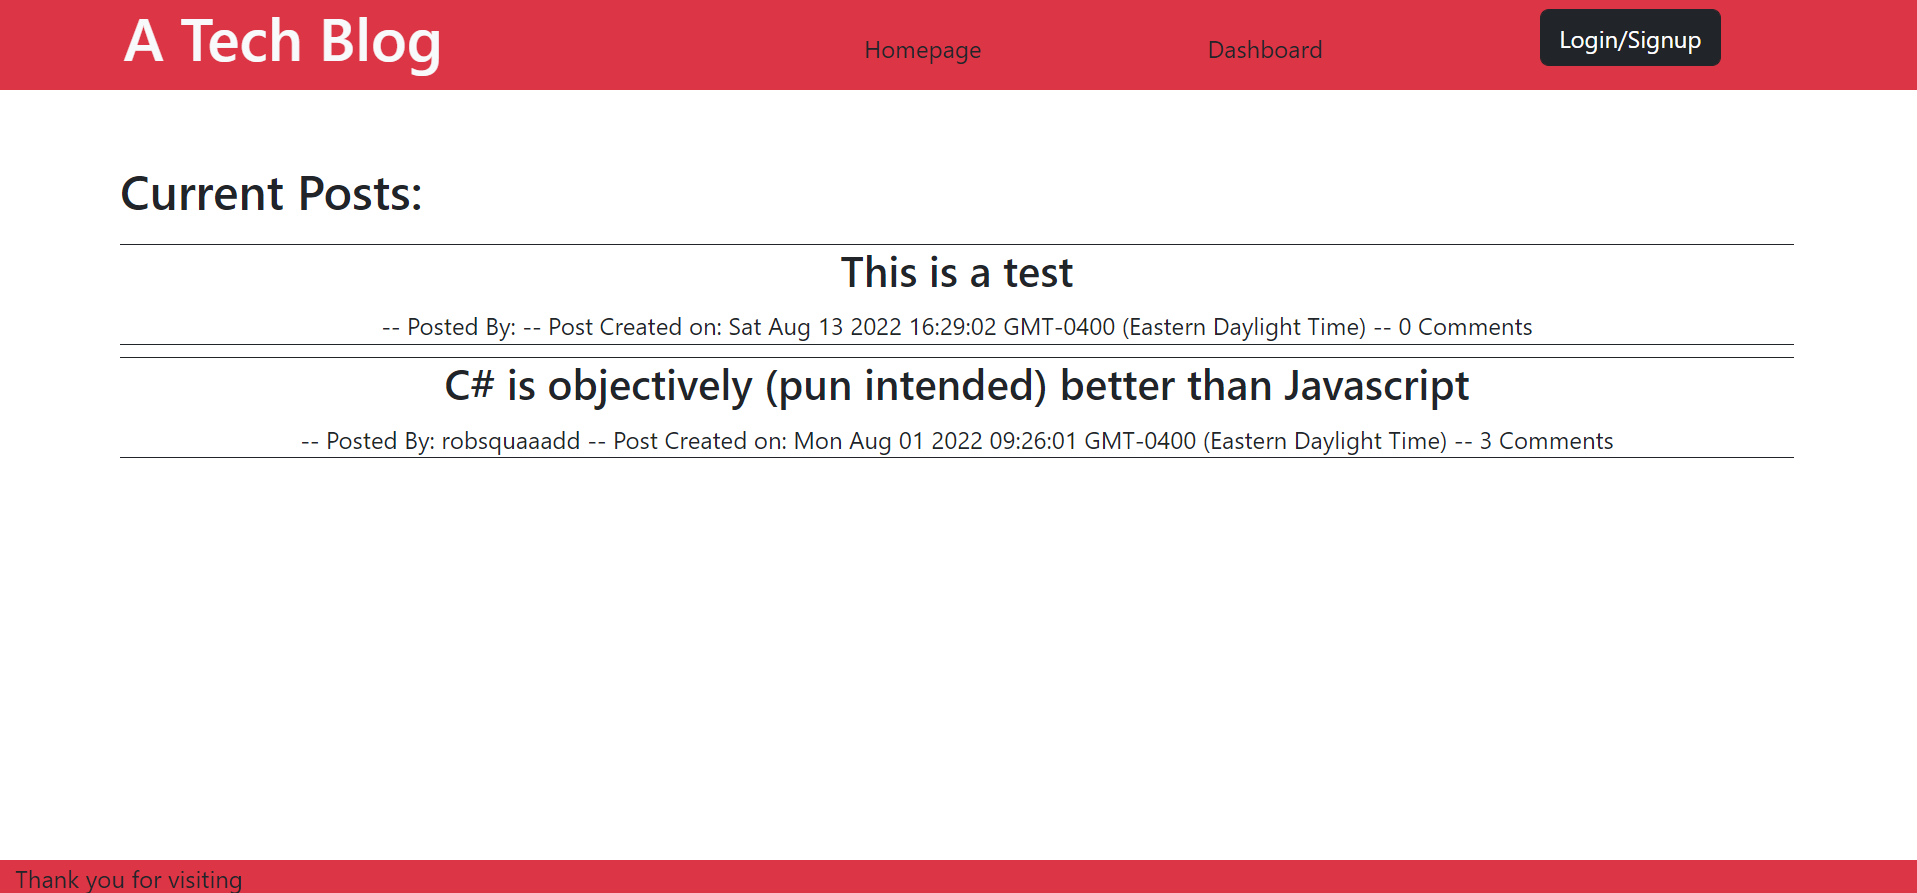 A Tech Blog
Homepage
Dashboard
Login/Signup
Current Posts:
This is a test
-- Posted By: -- Post Created on: Sat Aug 13 2022 16:29:02 GMT-0400 (Eastern Daylight Time) -- 0 Comments
C# is objectively (pun intended) better than Javascript
-- Posted By: robsquaaadd -- Post Created on: Mon Aug 01 2022 09:26:01 GMT-0400 (Eastern Daylight Time) -- 3 Comments
Thank you for visiting